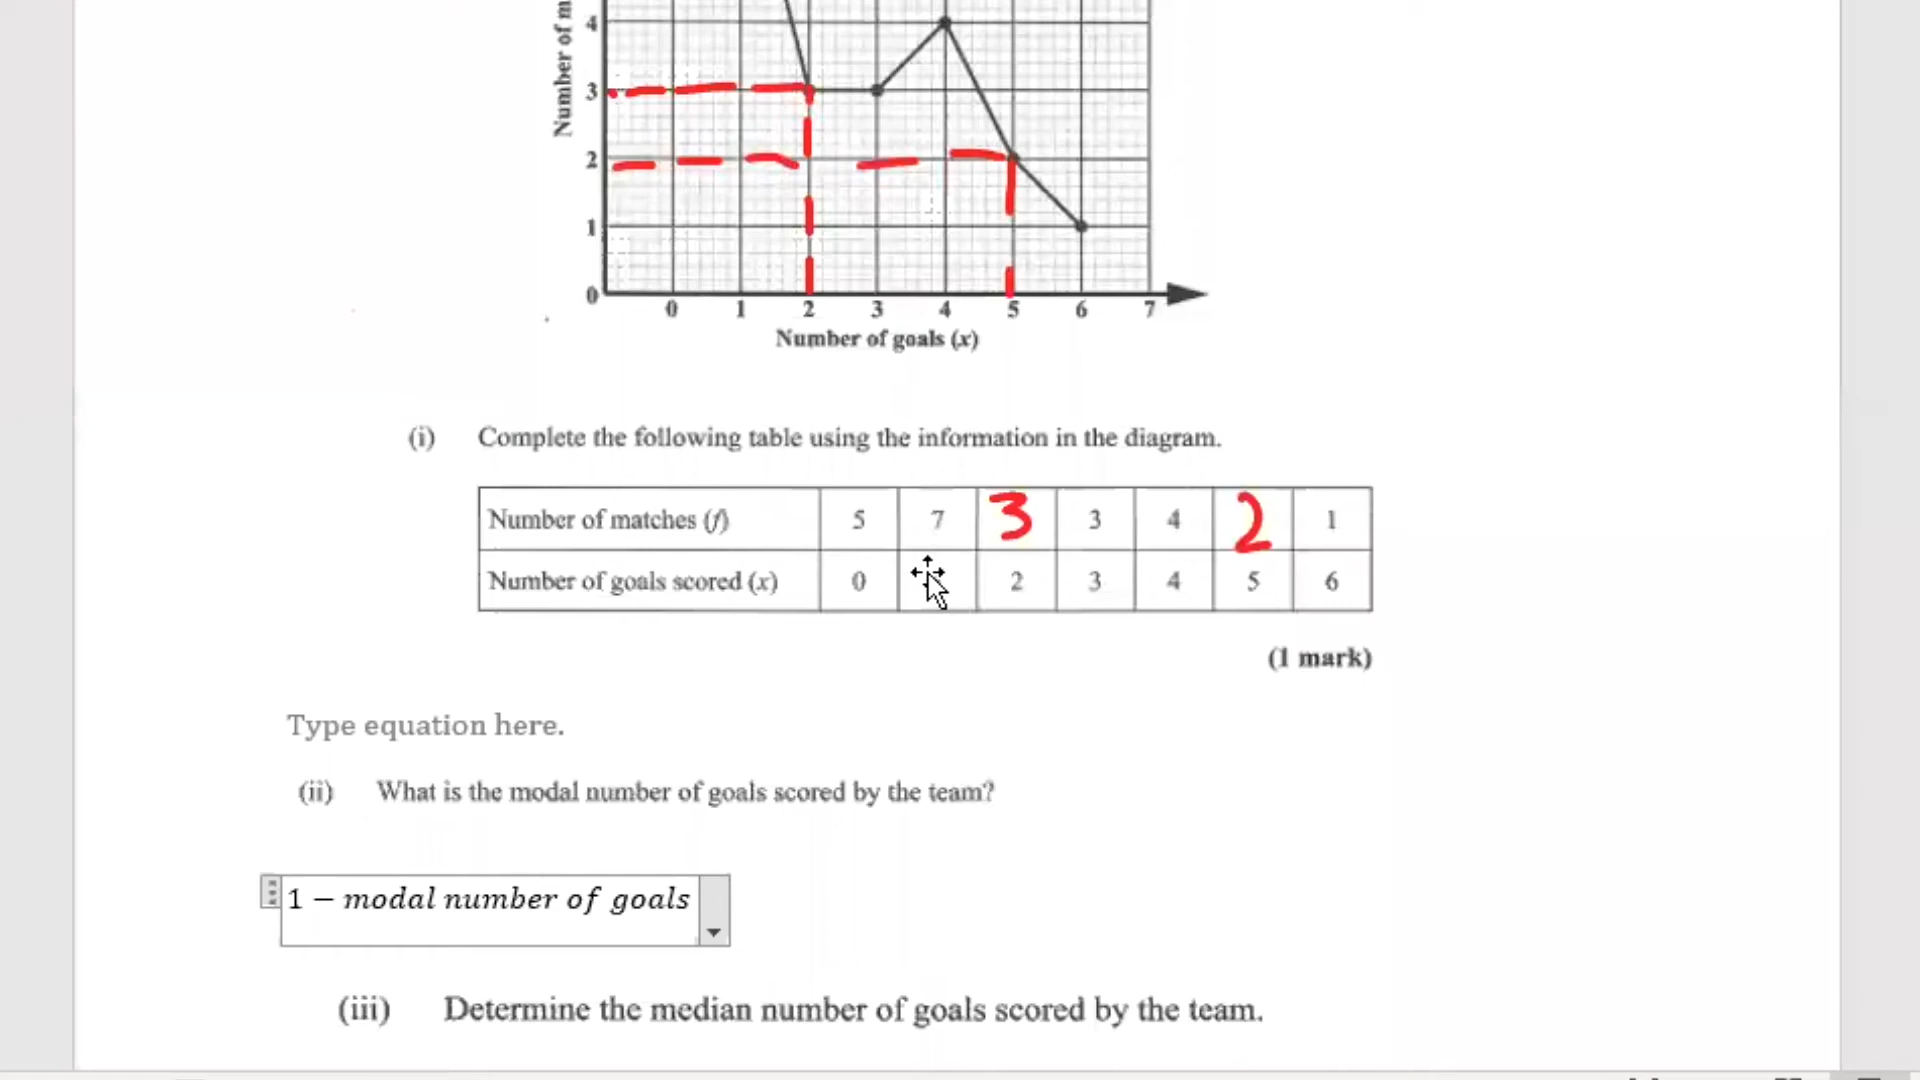 Number of m
4
3
2
1
0
0 1 2 3 4 5 6 7
Number of goals (x)
(i) Complete the following table using the information in the diagram.
Number of matches (f) 5 7 3 3 4 2 1
Number of goals scored (x) 0 2 3 4 5 6
(1 mark)
Type equation here.
(ii) What is the modal number of goals scored by the team?
1 − modal number of goals
(iii) Determine the median number of goals scored by the team.